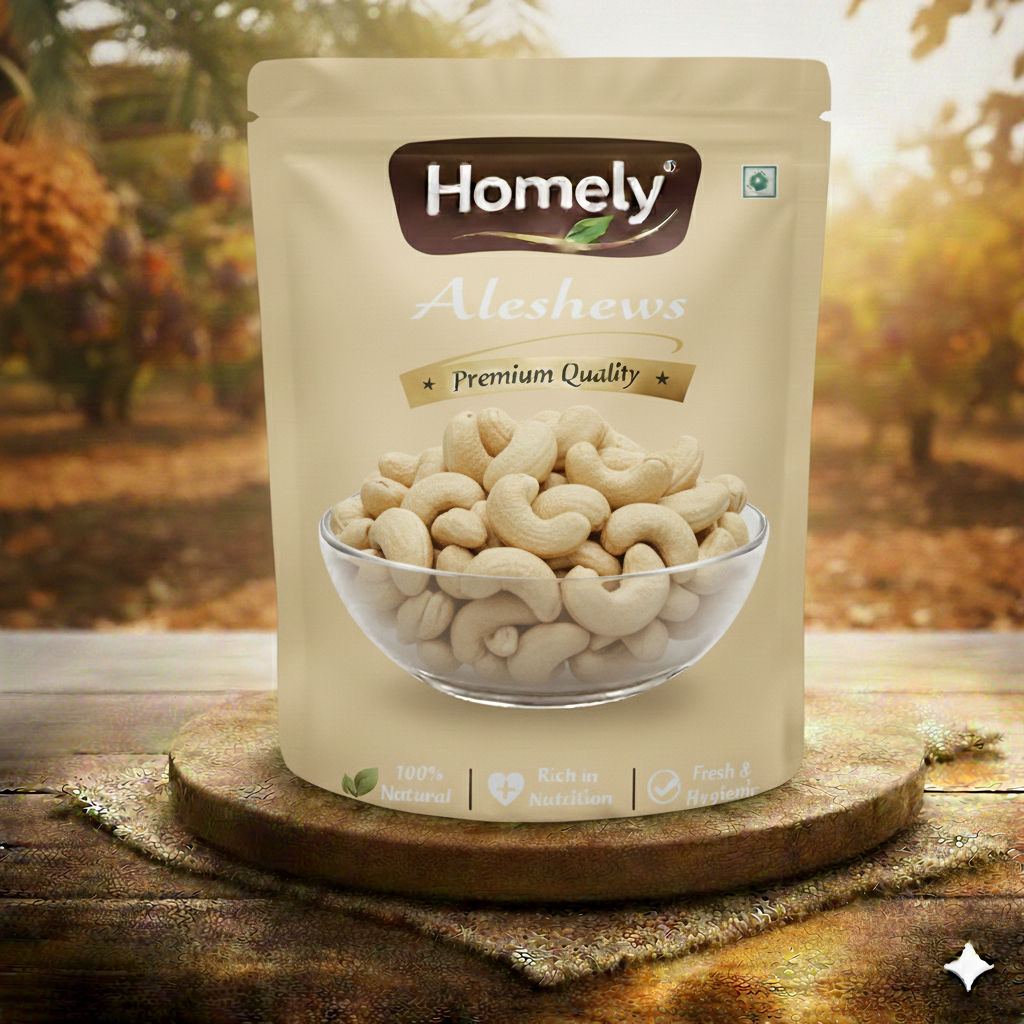 Homely
Aleshews
★ Premium Quality ★
100%
Natural
Rich in
Nutrition
Fresh &
Hygienic